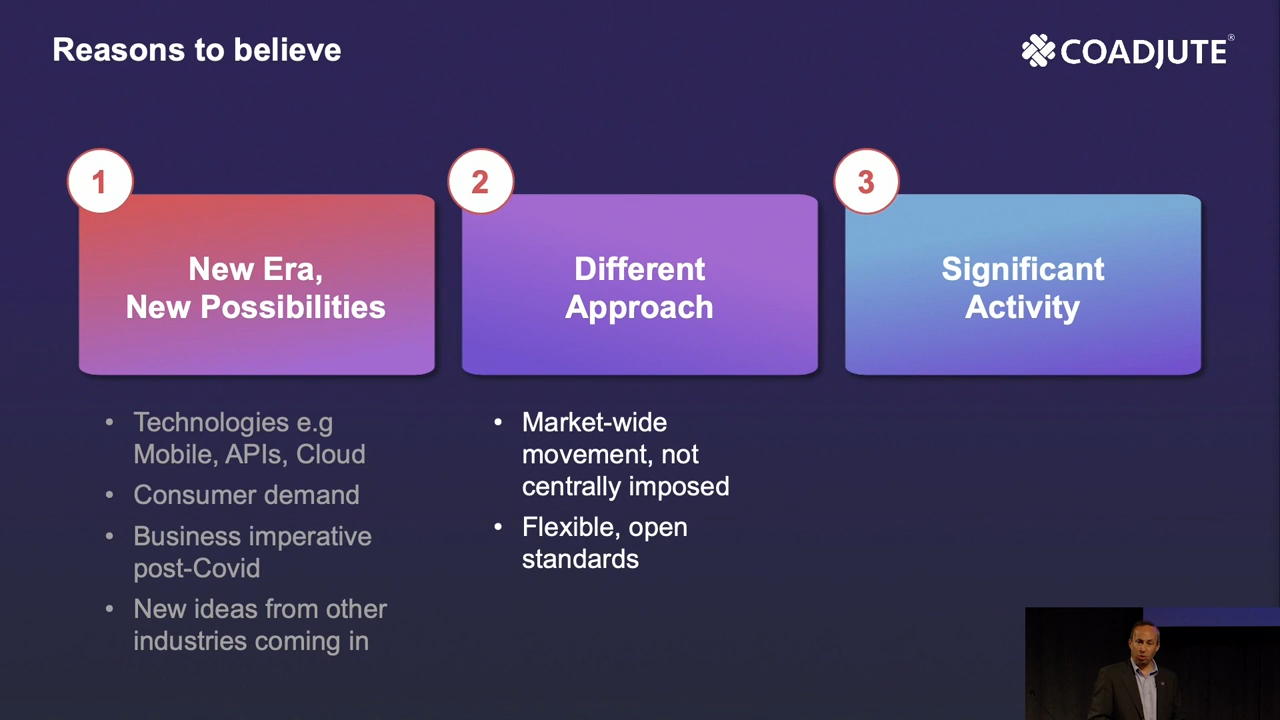 Reasons to believe
COADJUTE®
1
New Era,
New Possibilities
• Technologies e.g
Mobile, APIs, Cloud
• Consumer demand
• Business imperative
post-Covid
• New ideas from other
industries coming in
2
Different
Approach
• Market-wide
movement, not
centrally imposed
• Flexible, open
standards
3
Significant
Activity